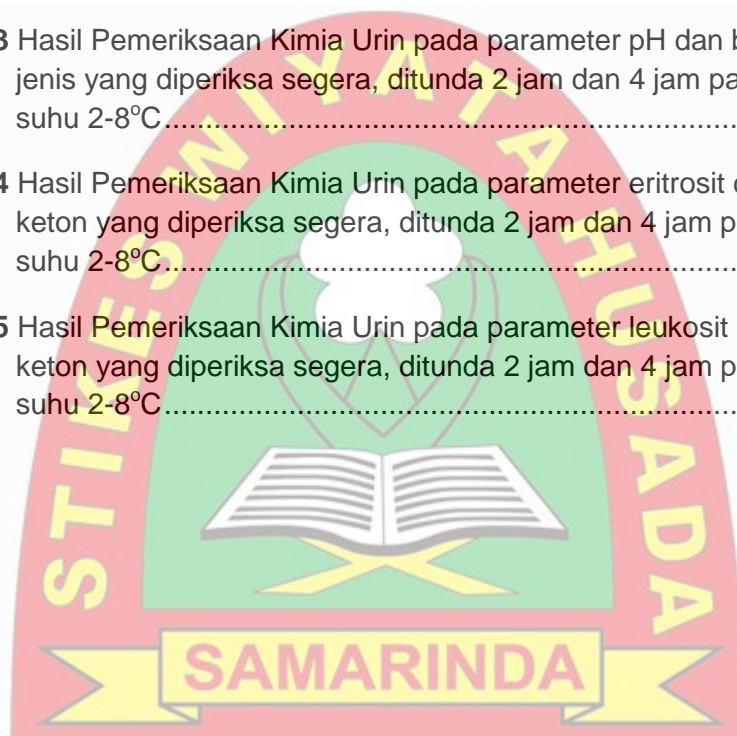 3 Hasil Pemeriksaan Kimia Urin pada parameter pH dan
jenis yang diperiksa segera, ditunda 2 jam dan 4 jam
suhu 2-8°C................................................................................
4 Hasil Pemeriksaan Kimia Urin pada parameter eritrosit
keton yang diperiksa segera, ditunda 2 jam dan 4 jam
suhu 2-8°C................................................................................
5 Hasil Pemeriksaan Kimia Urin pada parameter leukosit
keton yang diperiksa segera, ditunda 2 jam dan 4 jam
suhu 2-8°C................................................................................
STIKES WIYATA HUSADA
SAMARINDA